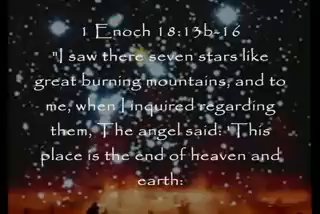 1 Enoch 18:13b-16
"I saw there seven stars like
great burning mountains, and to
me, when I inquired regarding
them, The angel said: 'This
place is the end of heaven and
earth: